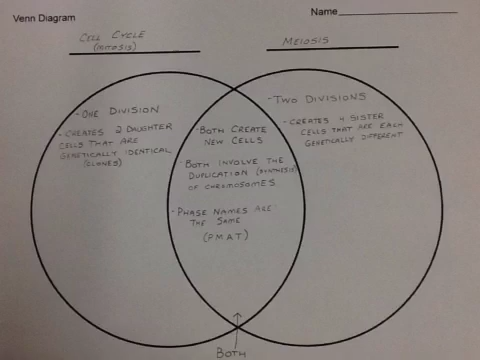 Venn Diagram
Name
CELL CYCLE
(MITOSIS)
MEIOSIS
- ONE DIVISION
- CREATES 2 DAUGHTER
CELLS THAT ARE
GENETICALLY IDENTICAL
(CLONES)
- BOTH CREATE
NEW CELLS
BOTH INVOLVE THE
DUPLICATION (SYNTHESIS)
OF CHROMOSOMES
- PHASE NAMES ARE
THE SAME
(PMAT)
- TWO DIVISIONS
- CREATES 4 SISTER
CELLS THAT ARE EACH
GENETICALLY DIFFERENT
BOTH